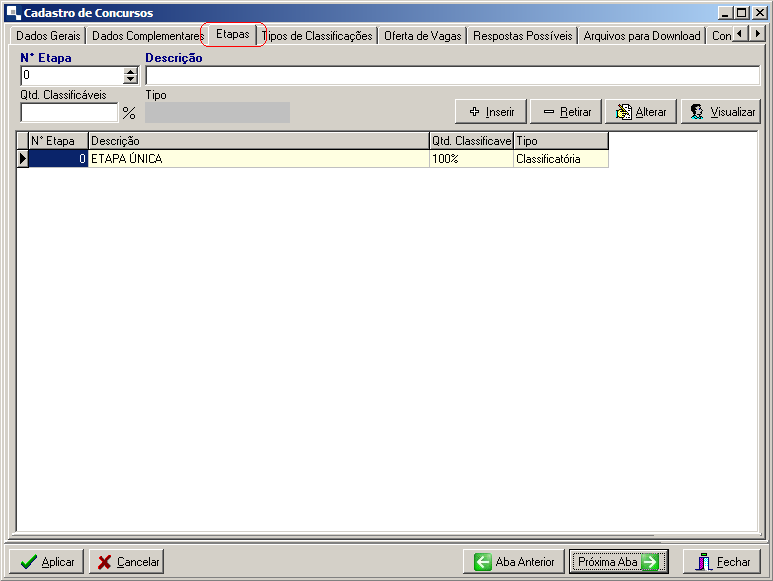 Cadastro de Concursos
Dados Gerais Dados Complementares Etapas Tipos de Classificações Oferta de Vagas Respostas Possíveis Arquivos para Download Con
N° Etapa Descrição
0
Qtd. Classificáveis Tipo
%
Inserir Retirar Alterar Visualizar
N° Etapa Descrição Qtd. Classificave Tipo
0 ETAPA ÚNICA 100% Classificatória
Aplicar Cancelar Aba Anterior Próxima Aba Fechar